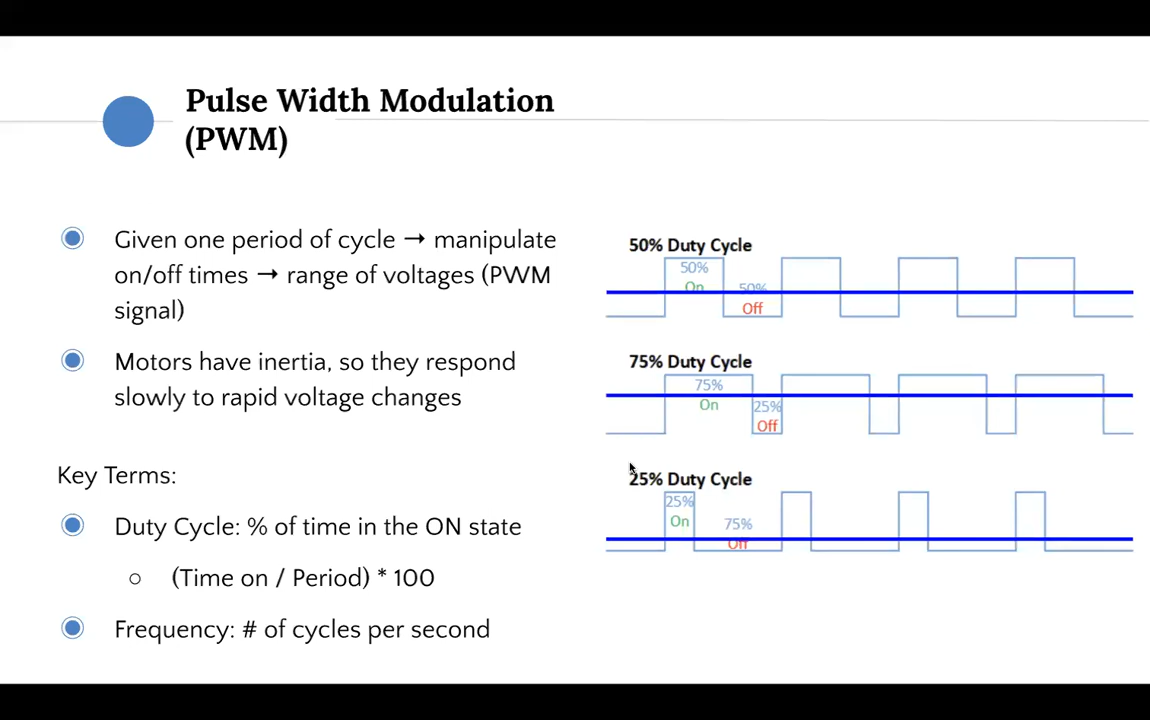 Pulse Width Modulation
(PWM)
Given one period of cycle → manipulate
on/off times → range of voltages (PWM
signal)
Motors have inertia, so they respond
slowly to rapid voltage changes
Key Terms:
Duty Cycle: % of time in the ON state
(Time on / Period) * 100
Frequency: # of cycles per second
50% Duty Cycle
50%
On
50%
Off
75% Duty Cycle
75%
On
25%
Off
25% Duty Cycle
25%
On
75%
Off